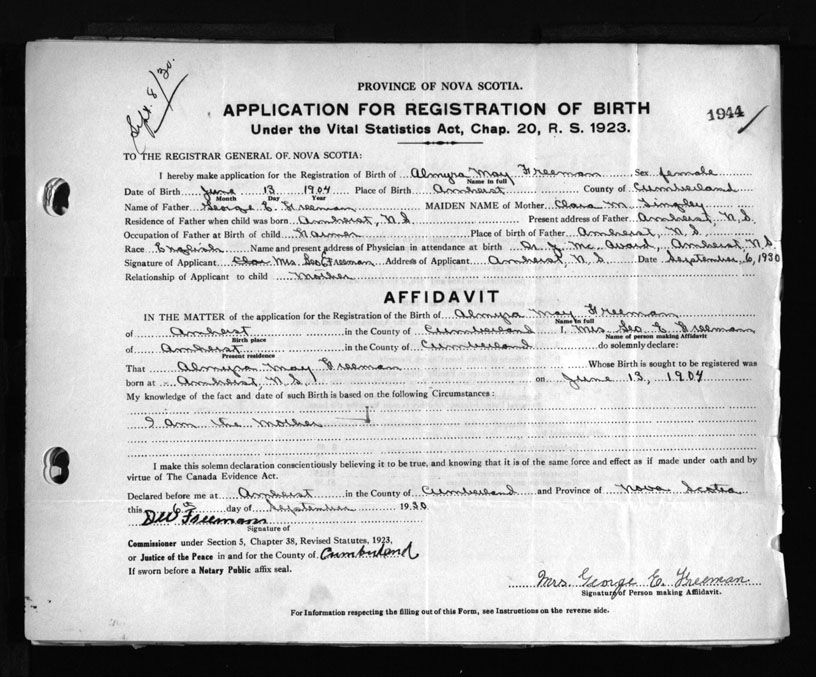 Sept. 8/30.
PROVINCE OF NOVA SCOTIA.
APPLICATION FOR REGISTRATION OF BIRTH
1944
Under the Vital Statistics Act, Chap. 20, R. S. 1923.
TO THE REGISTRAR GENERAL OF NOVA SCOTIA:
I hereby make application for the Registration of Birth of Almyra May Freeman Sex female
Name in full
Date of Birth June 13 1904 Place of Birth Amherst County of Cumberland
Month Day Year
Name of Father George E. Freeman MAIDEN NAME of Mother Clara M. Tingley
Residence of Father when child was born Amherst, N.S. Present address of Father Amherst, N.S.
Occupation of Father at Birth of child Farmer Place of birth of Father Amherst, N.S.
Race English Name and present address of Physician in attendance at birth Dr. J. Mc. Avard, Amherst, N.S.
Signature of Applicant Mrs Geo E Freeman Address of Applicant Amherst, N.S. Date September 6, 1930
Relationship of Applicant to child Mother
AFFIDAVIT
IN THE MATTER of the application for the Registration of the Birth of Almyra May Freeman
Name in full
of Amherst in the County of Cumberland I. Mrs. Geo E. Freeman
Birth place Name of person making Affidavit
of Amherst in the County of Cumberland do solemnly declare:
Present residence
That Almyra May Freeman Whose Birth is sought to be registered was
born at Amherst, N.S. on June 13, 1904
My knowledge of the fact and date of such Birth is based on the following Circumstances:
I am the Mother
I make this solemn declaration conscientiously believing it to be true, and knowing that it is of the same force and effect as if made under oath and by
virtue of The Canada Evidence Act.
Declared before me at Amherst in the County of Cumberland and Province of Nova Scotia
this 6th day of September 1930
Freeman
Signature of
Commissioner under Section 5, Chapter 38, Revised Statutes, 1923,
or Justice of the Peace in and for the County of Cumberland
If sworn before a Notary Public affix seal.
Mrs. George E. Freeman
Signature of Person making Affidavit.
For Information respecting the filling out of this Form, see Instructions on the reverse side.